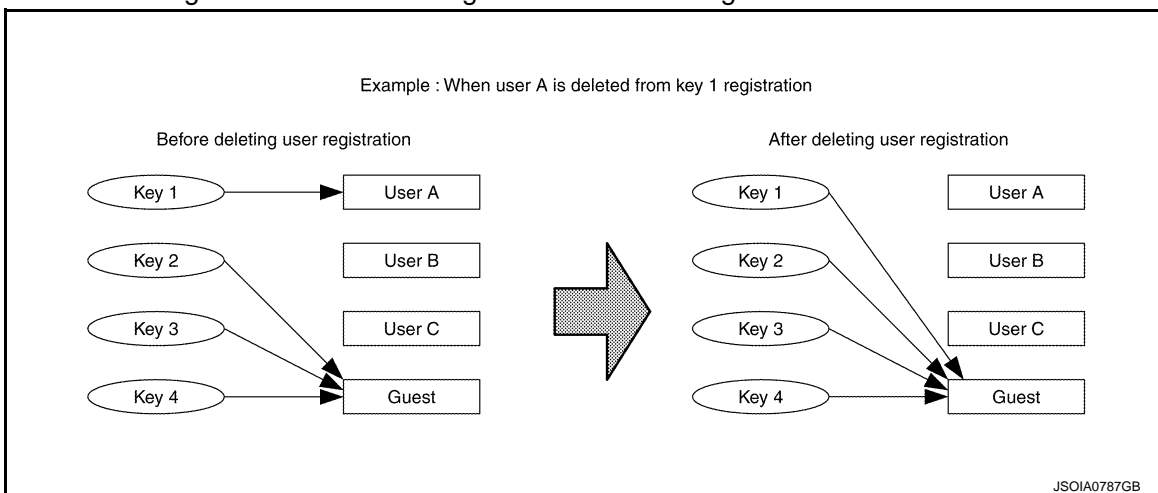 Example : When user A is deleted from key 1 registration
Before deleting user registration
After deleting user registration
Key 1
User A
Key 1
User A
Key 2
User B
Key 2
User B
Key 3
User C
Key 3
User C
Key 4
Guest
Key 4
Guest
JSOIA0787GB